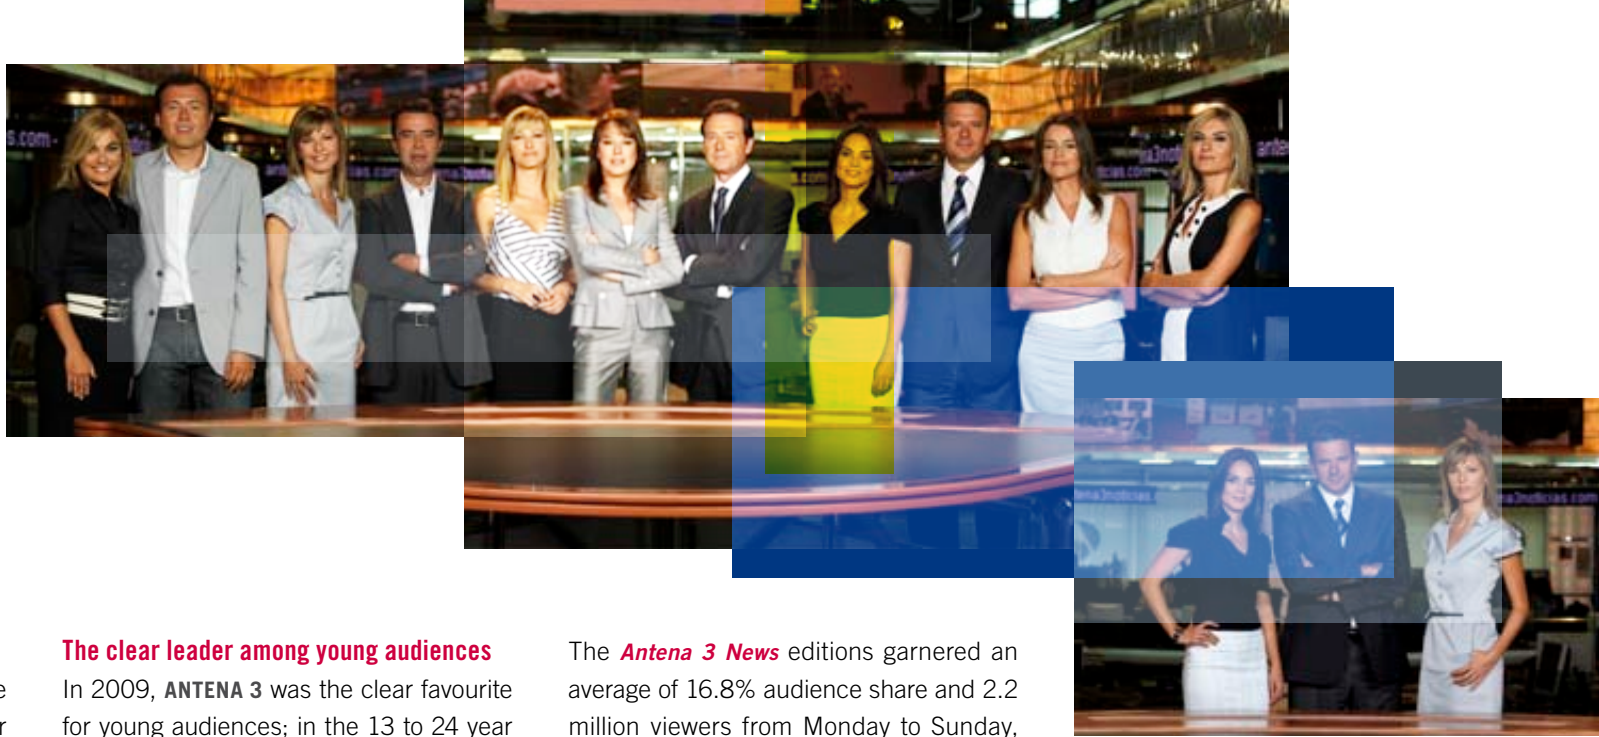 s.com-
The clear leader among young audiences
In 2009, ANTENA 3 was the clear favourite
for young audiences; in the 13 to 24 year
The Antena 3 News editions garnered an
average of 16.8% audience share and 2.2
million viewers from Monday to Sunday,